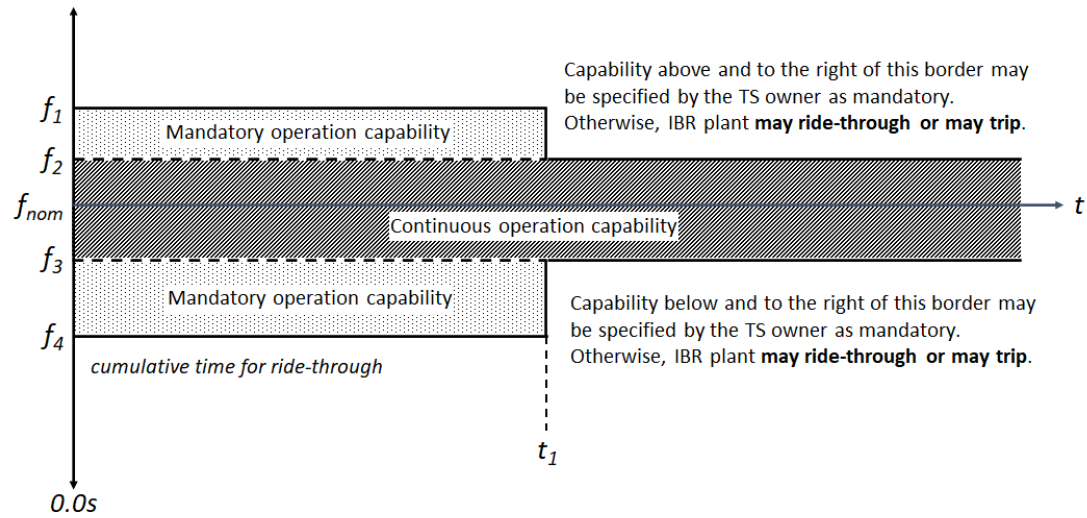 Capability above and to the right of this border may
be specified by the TS owner as mandatory.
Otherwise, IBR plant may ride-through or may trip.
f1
Mandatory operation capability
f2
fnom
t
Continuous operation capability
f3
Mandatory operation capability
Capability below and to the right of this border may
be specified by the TS owner as mandatory.
Otherwise, IBR plant may ride-through or may trip.
f4
cumulative time for ride-through
t1
0.0s